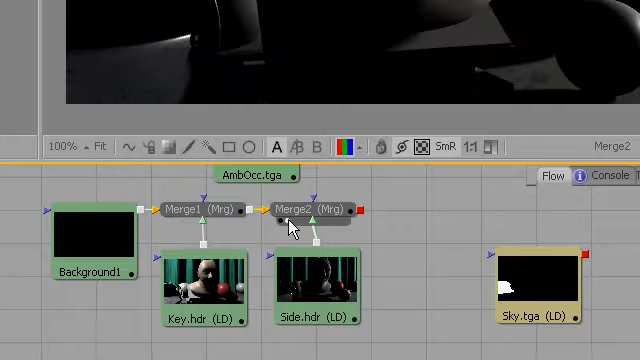 100% Fit A B B SmR 1:1 Merge2
AmbOcc.tga Flow Console
Merge1 (Mrg) Merge2 (Mrg)
Background1
Key.hdr (LD) Side.hdr (LD) Sky.tga (LD)